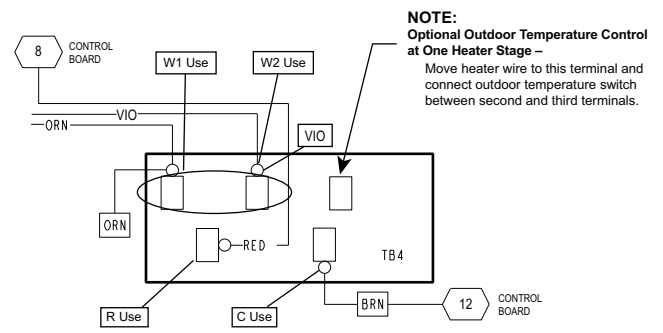 NOTE:
Optional Outdoor Temperature Control
at One Heater Stage –
Move heater wire to this terminal and
connect outdoor temperature switch
between second and third terminals.
8
CONTROL
BOARD
W1 Use
W2 Use
VIO
ORN
VIO
ORN
RED
TB4
R Use
C Use
BRN
12
CONTROL
BOARD